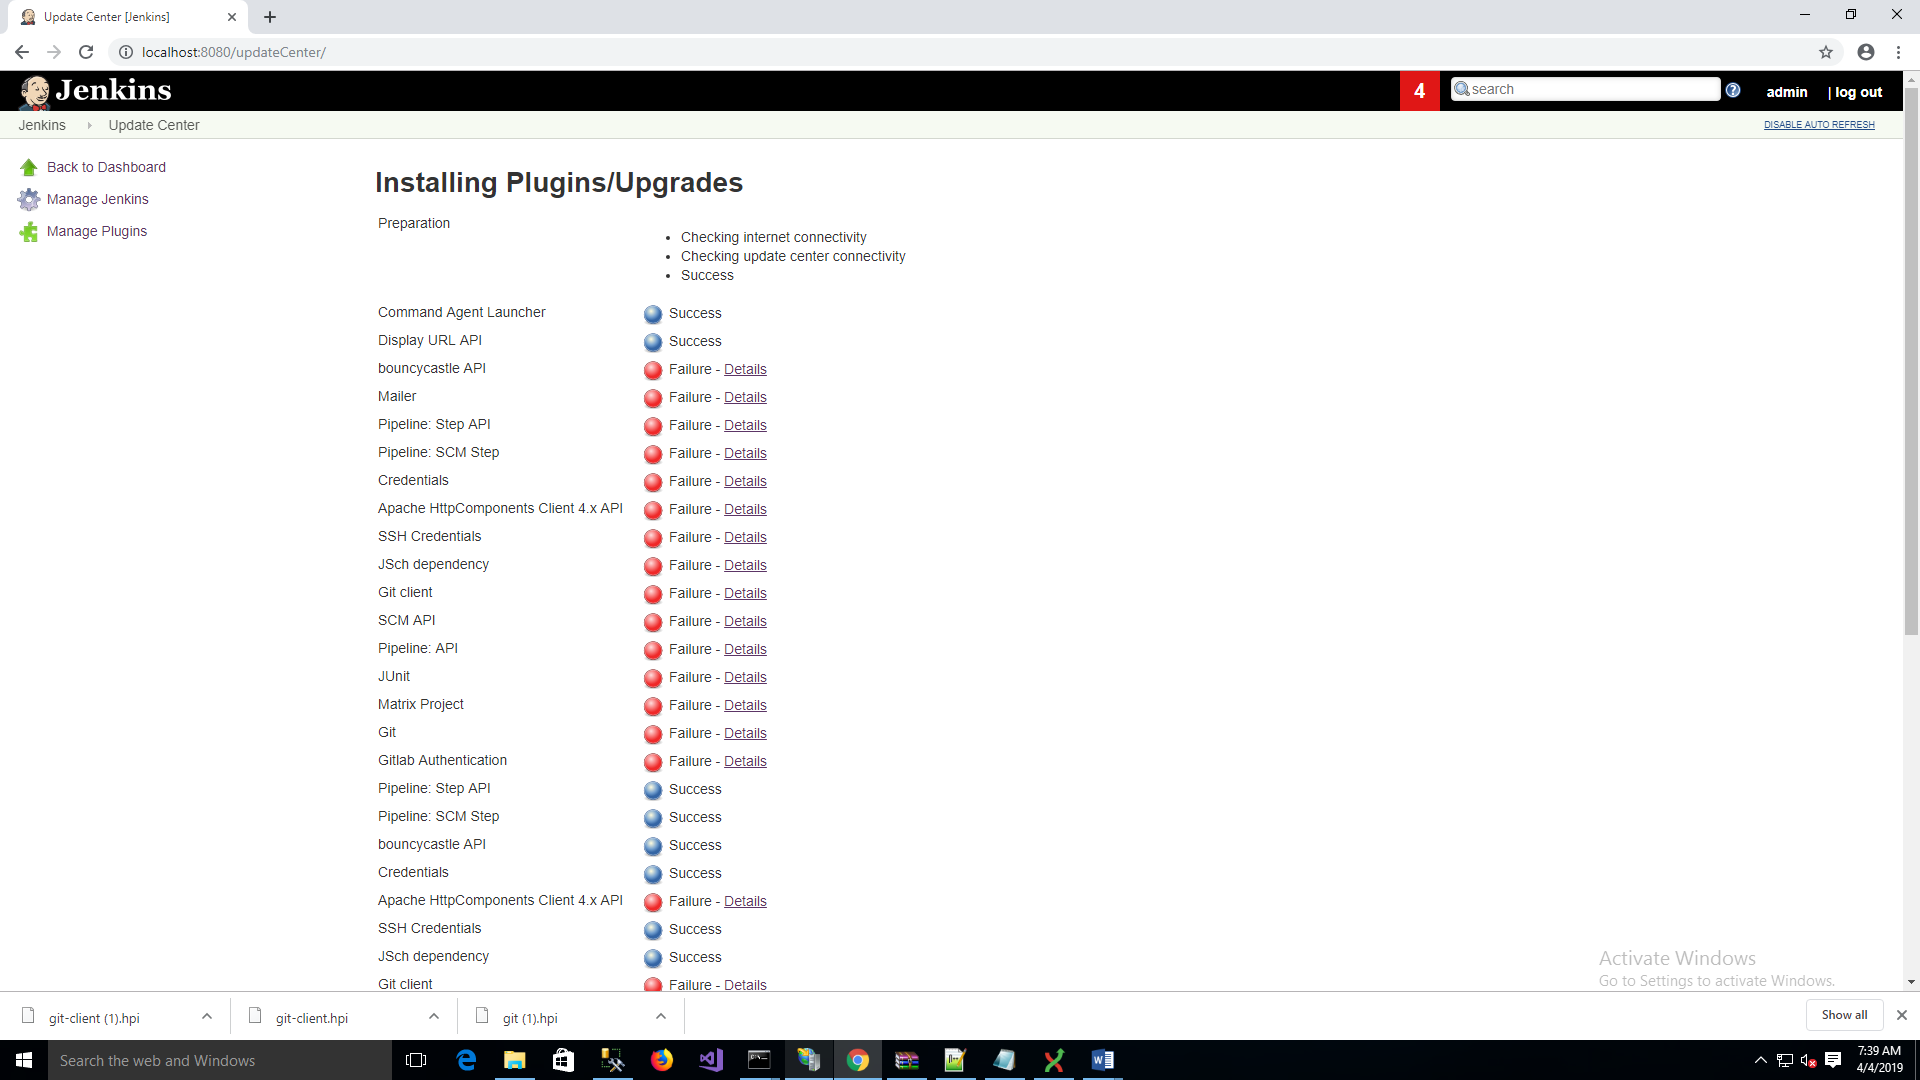 Update Center [Jenkins]
localhost:8080/updateCenter/
Jenkins
4
search
admin
| log out
Jenkins
Update Center
DISABLE AUTO REFRESH
Back to Dashboard
Manage Jenkins
Manage Plugins
Installing Plugins/Upgrades
Preparation
• Checking internet connectivity
• Checking update center connectivity
• Success
Command Agent Launcher Success
Display URL API Success
bouncycastle API Failure - Details
Mailer Failure - Details
Pipeline: Step API Failure - Details
Pipeline: SCM Step Failure - Details
Credentials Failure - Details
Apache HttpComponents Client 4.x API Failure - Details
SSH Credentials Failure - Details
JSch dependency Failure - Details
Git client Failure - Details
SCM API Failure - Details
Pipeline: API Failure - Details
JUnit Failure - Details
Matrix Project Failure - Details
Git Failure - Details
Gitlab Authentication Failure - Details
Pipeline: Step API Success
Pipeline: SCM Step Success
bouncycastle API Success
Credentials Success
Apache HttpComponents Client 4.x API Failure - Details
SSH Credentials Success
JSch dependency Success
Git client Failure - Details
Activate Windows
Go to Settings to activate Windows.
git-client (1).hpi
git-client.hpi
git (1).hpi
Show all
Search the web and Windows
7:39 AM
4/4/2019